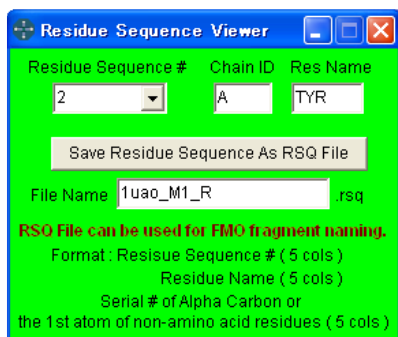 Residue Sequence Viewer
Residue Sequence # Chain ID Res Name
2 A TYR
Save Residue Sequence As RSQ File
File Name 1uao_M1_R .rsq
RSQ File can be used for FMO fragment naming.
Format : Resisue Sequence # ( 5 cols )
Residue Name ( 5 cols )
Serial # of Alpha Carbon or
the 1st atom of non-amino acid residues ( 5 cols )